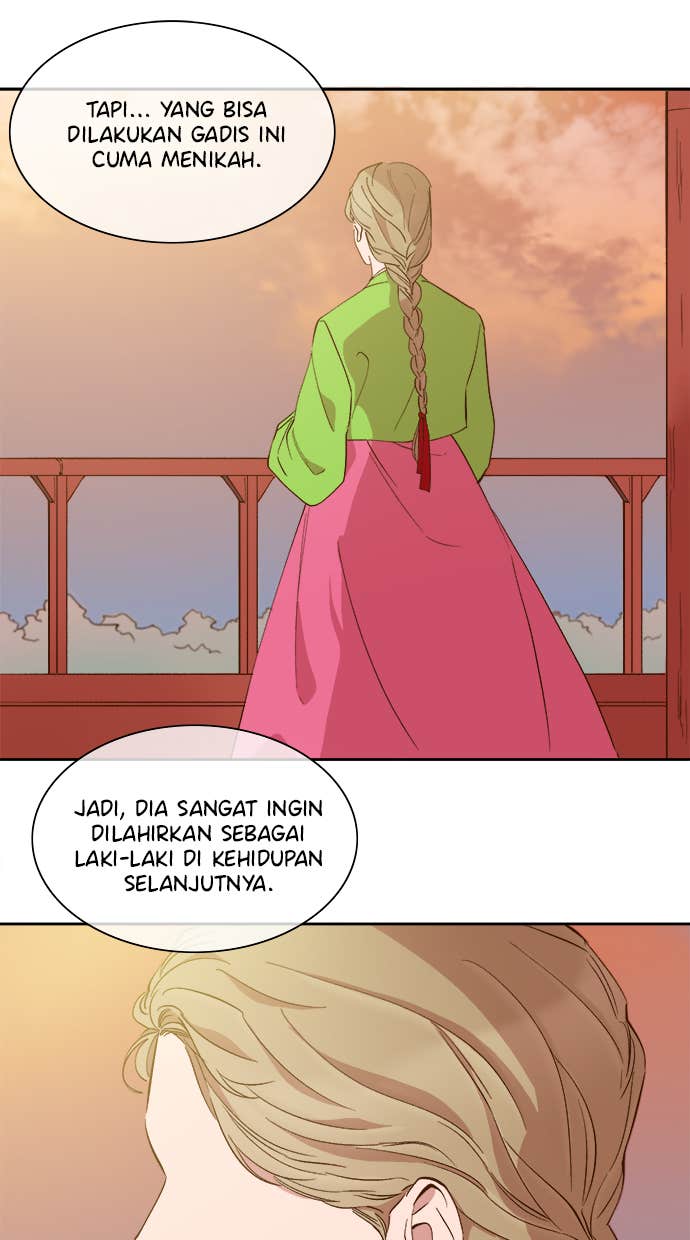 TAPI... YANG BISA
DILAKUKAN GADIS INI
CUMA MENIKAH.
JADI, DIA SANGAT INGIN
DILAHIRKAN SEBAGAI
LAKI-LAKI DI KEHIDUPAN
SELANJUTNYA.